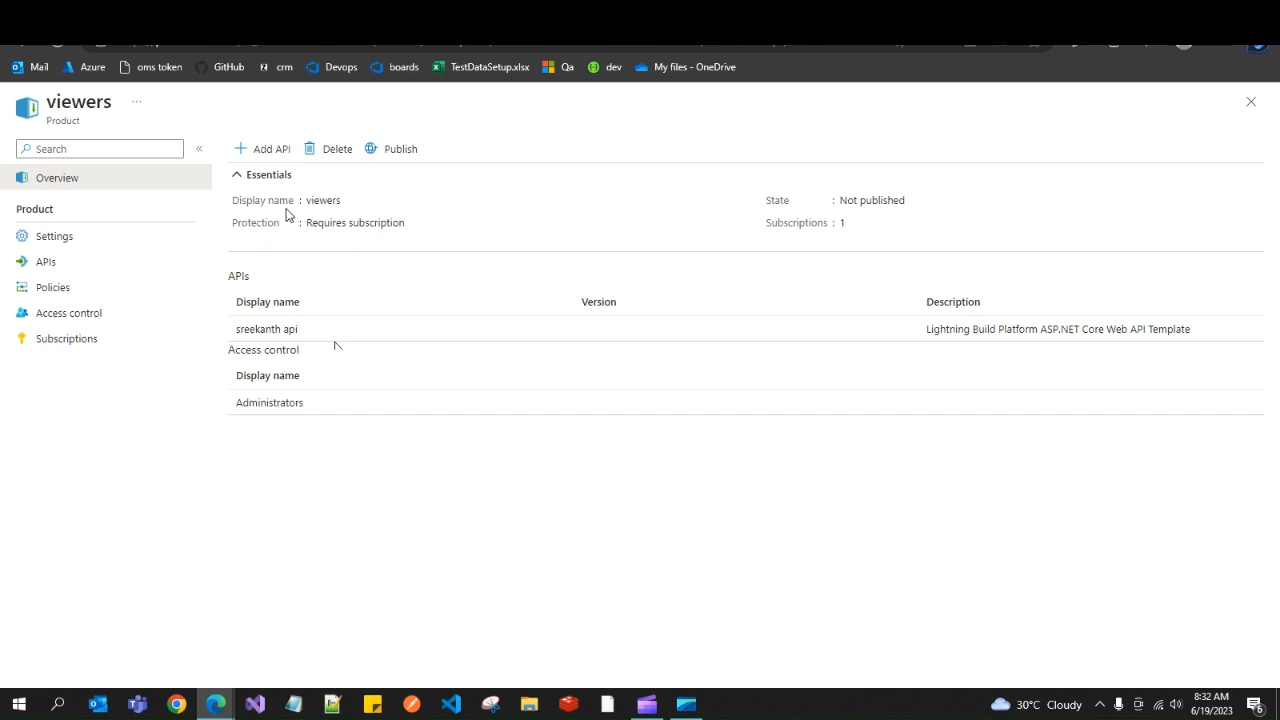 Mail Azure oms token GitHub crm Devops boards TestDataSetup.xlsx Qa dev My files - OneDrive
viewers ...
Product
Search «
Add API Delete Publish
Overview
Essentials
Display name : viewers State : Not published
Protection : Requires subscription Subscriptions : 1
Product
Settings
APIs
Policies
Access control
Subscriptions
APIs
Display name Version Description
sreekanth api Lightning Build Platform ASP.NET Core Web API Template
Access control
Display name
Administrators
30°C Cloudy 8:32 AM
6/19/2023 6